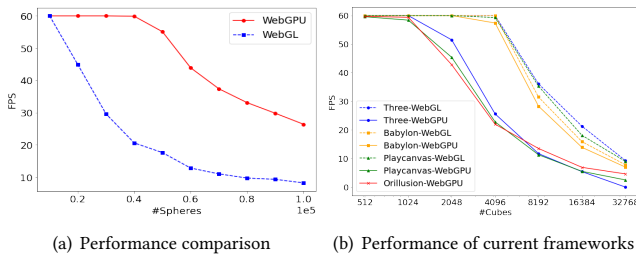 WebGPU
WebGL
60
50
40
30
20
10
FPS
0.2
0.4
0.6
0.8
1.0
1e5
#Spheres
(a) Performance comparison
60
50
40
30
20
10
0
FPS
Three-WebGL
Three-WebGPU
Babylon-WebGL
Babylon-WebGPU
Playcanvas-WebGL
Playcanvas-WebGPU
Orillusion-WebGPU
512
1024
2048
4096
8192
16384
32768
#Cubes
(b) Performance of current frameworks